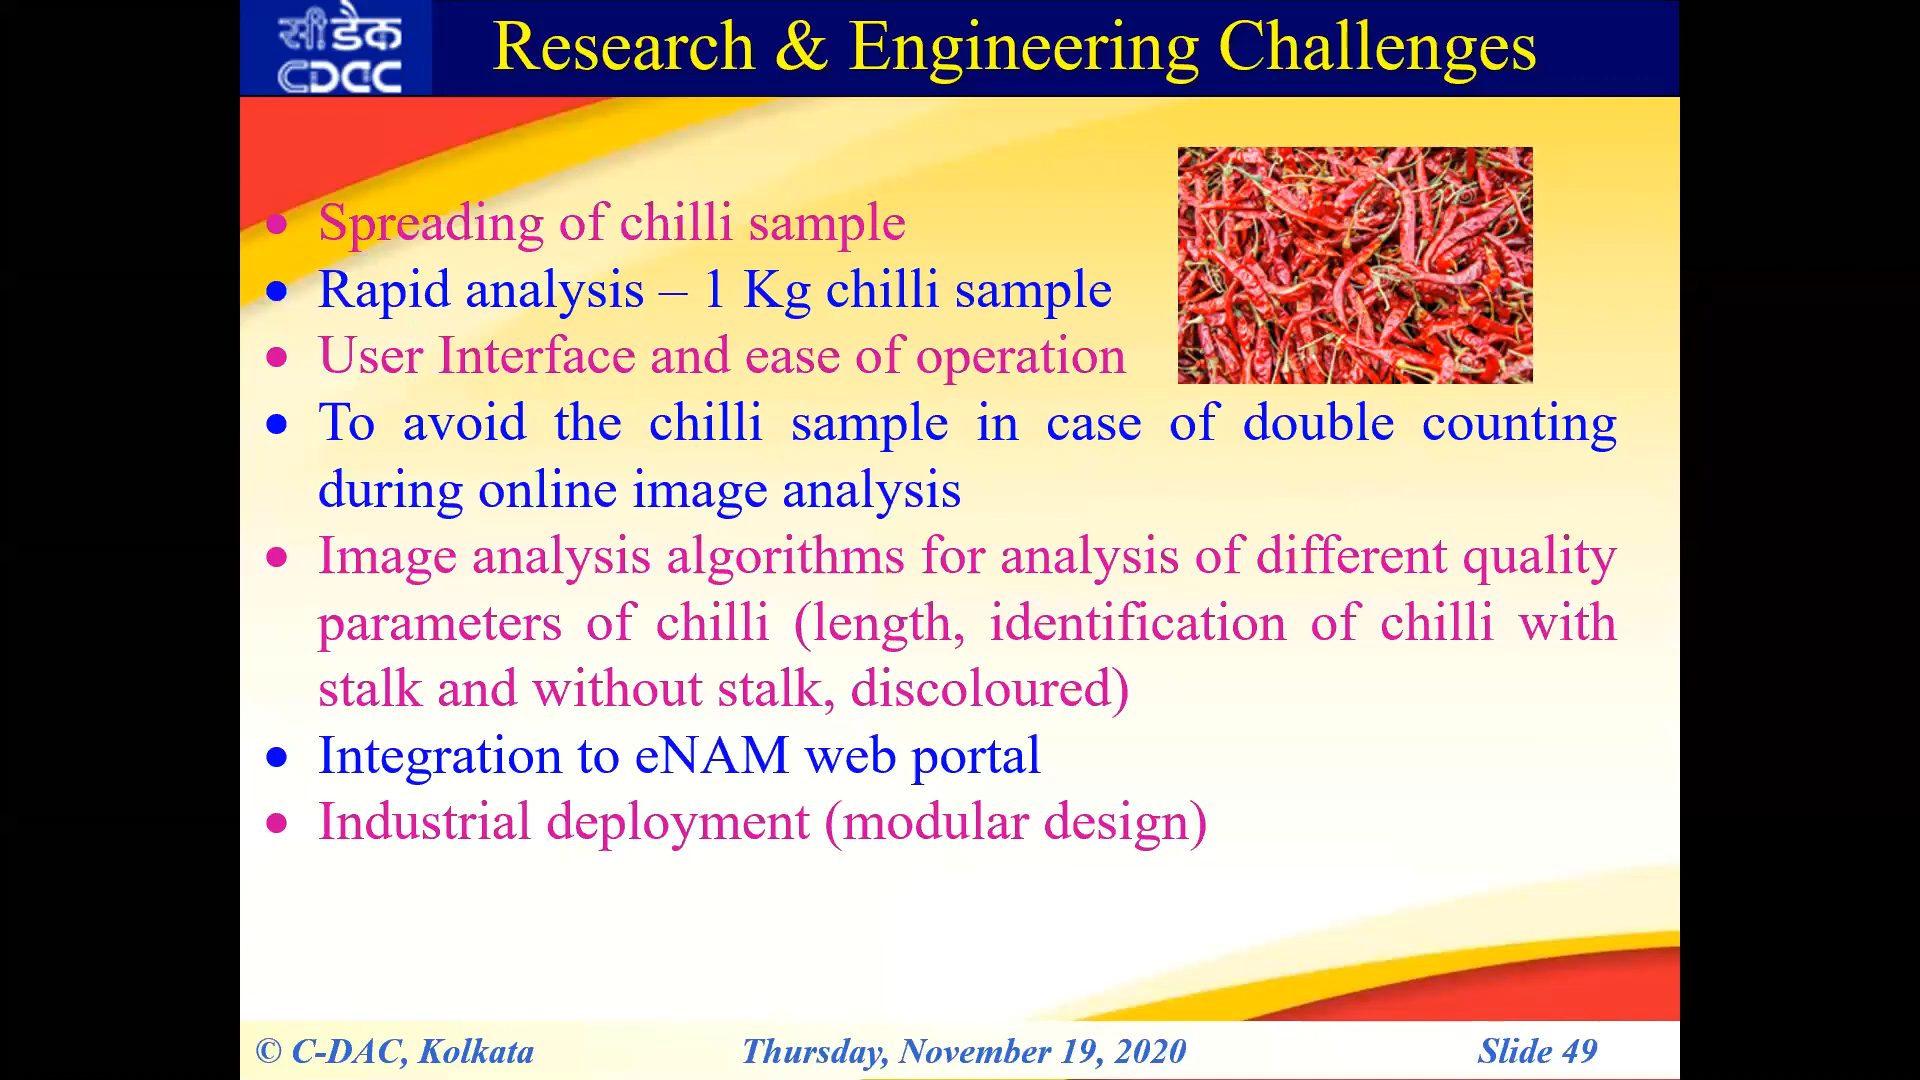 सीडैक
CDAC
Research & Engineering Challenges
• Spreading of chilli sample
• Rapid analysis – 1 Kg chilli sample
• User Interface and ease of operation
• To avoid the chilli sample in case of double counting
during online image analysis
• Image analysis algorithms for analysis of different quality
parameters of chilli (length, identification of chilli with
stalk and without stalk, discoloured)
• Integration to eNAM web portal
• Industrial deployment (modular design)
© C-DAC, Kolkata Thursday, November 19, 2020 Slide 49